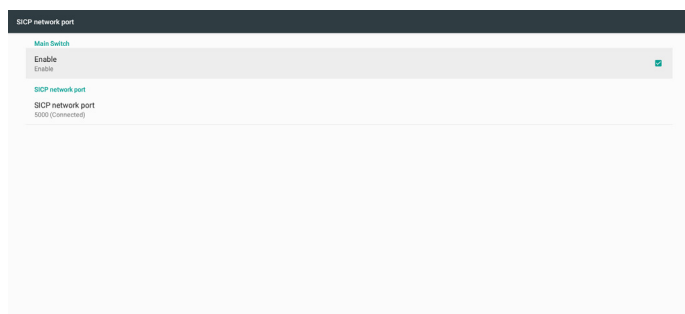 SICP network port
Main Switch
Enable
Enable
SICP network port
SICP network port
5000 (Connected)